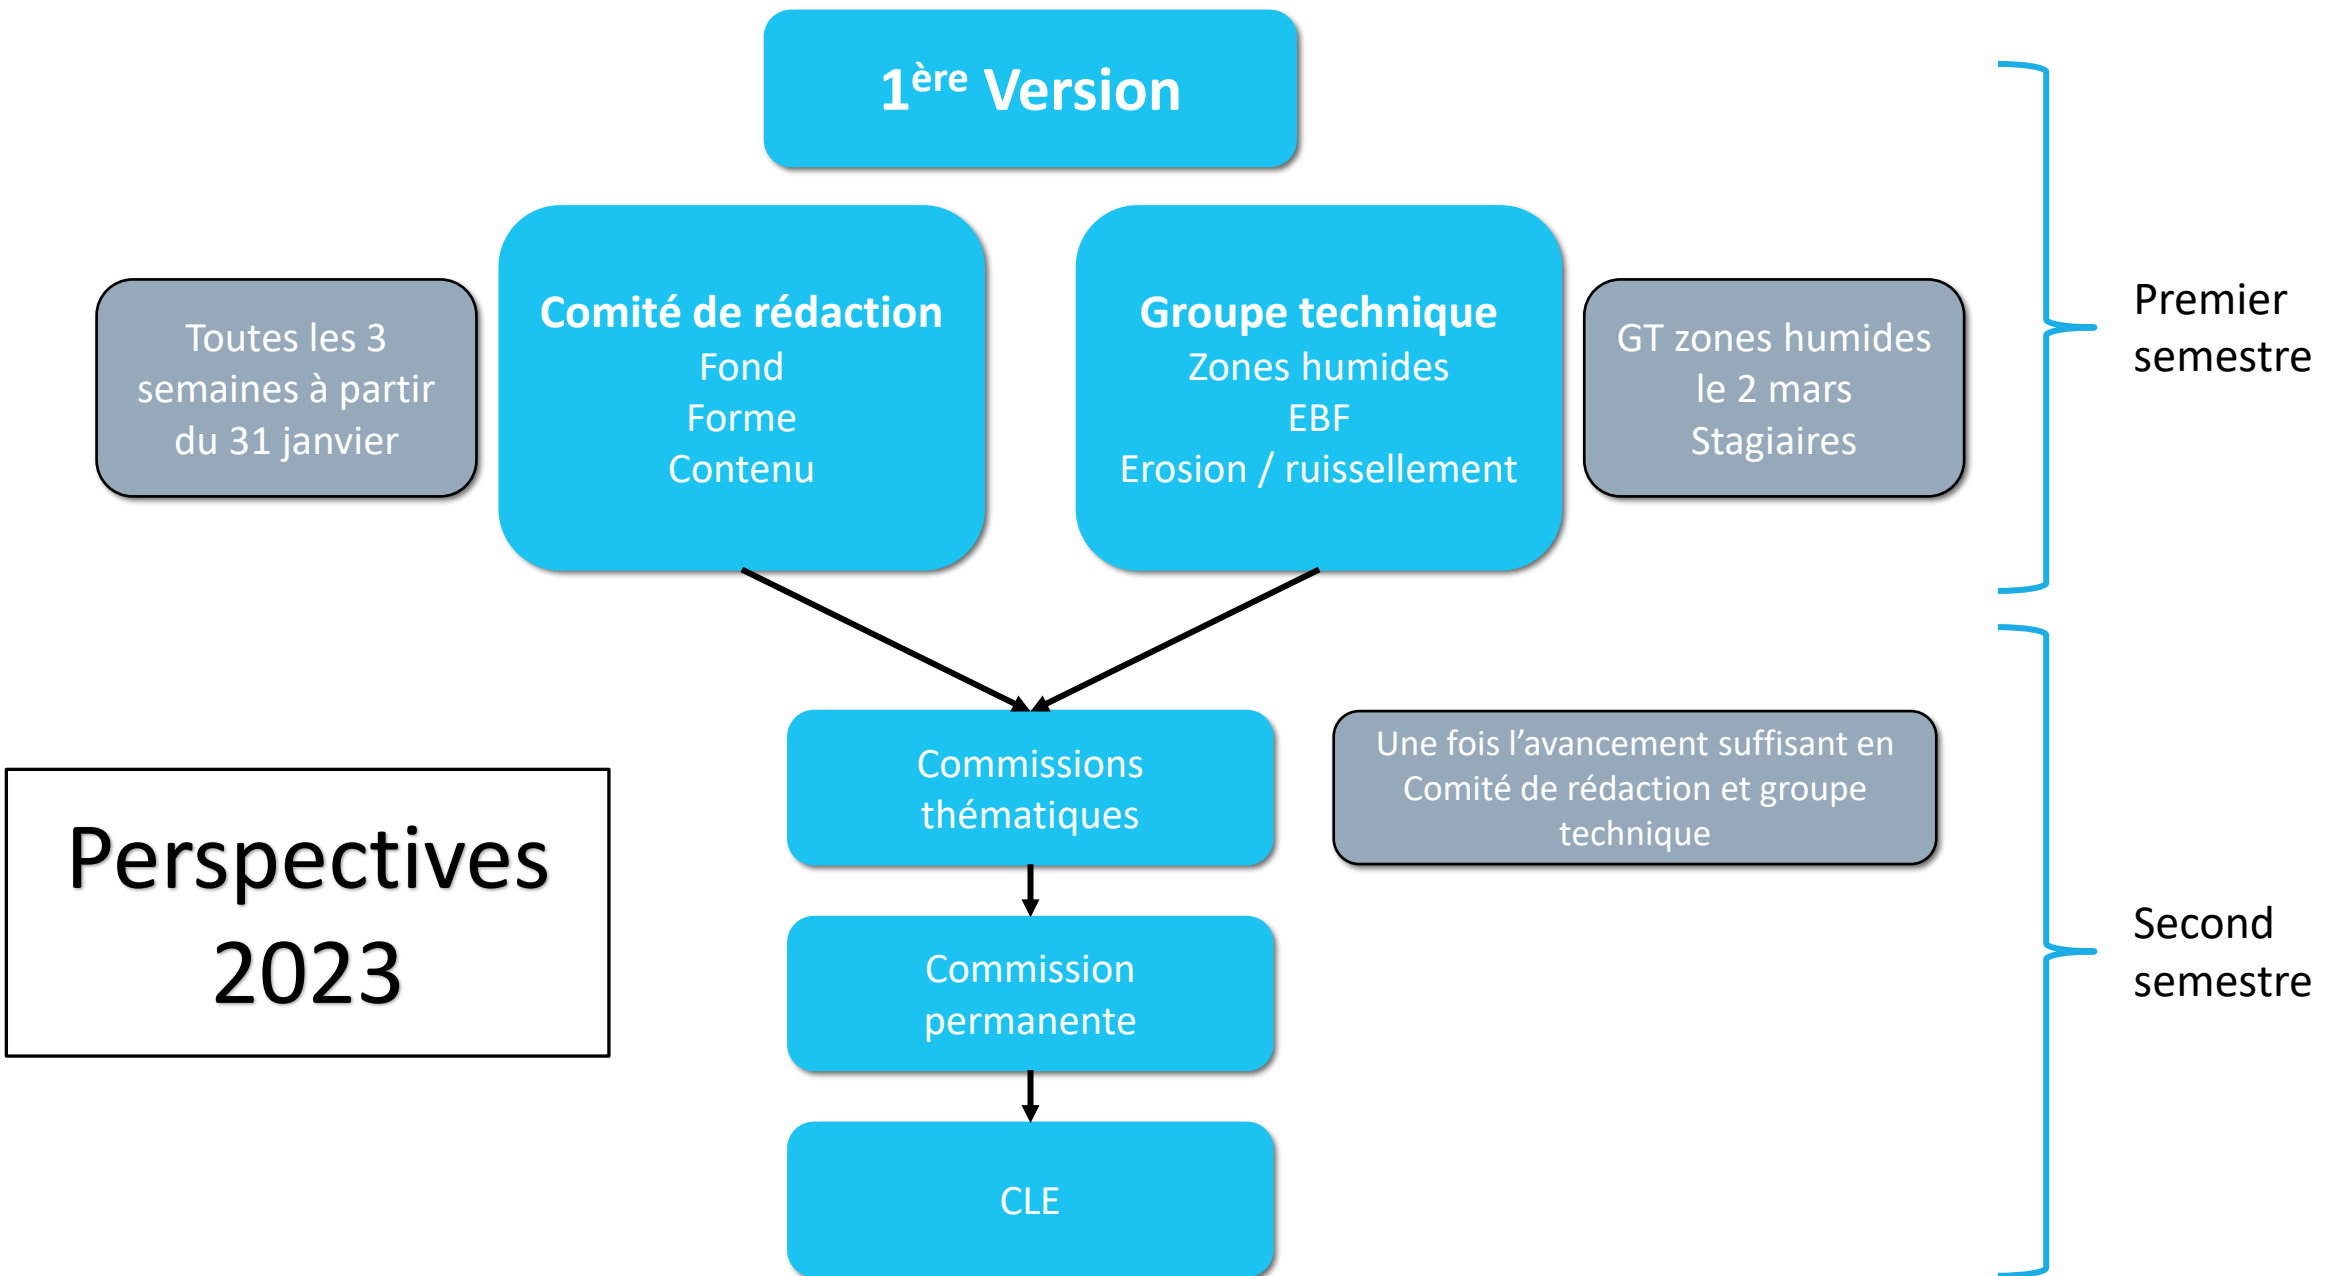 1ère Version
Toutes les 3
semaines à partir
du 31 janvier
Comité de rédaction
Fond
Forme
Contenu
Groupe technique
Zones humides
EBF
Erosion / ruissellement
GT zones humides
le 2 mars
Stagiaires
Premier
semestre
Commissions
thématiques
Une fois l’avancement suffisant en
Comité de rédaction et groupe
technique
Perspectives
2023
Commission
permanente
Second
semestre
CLE